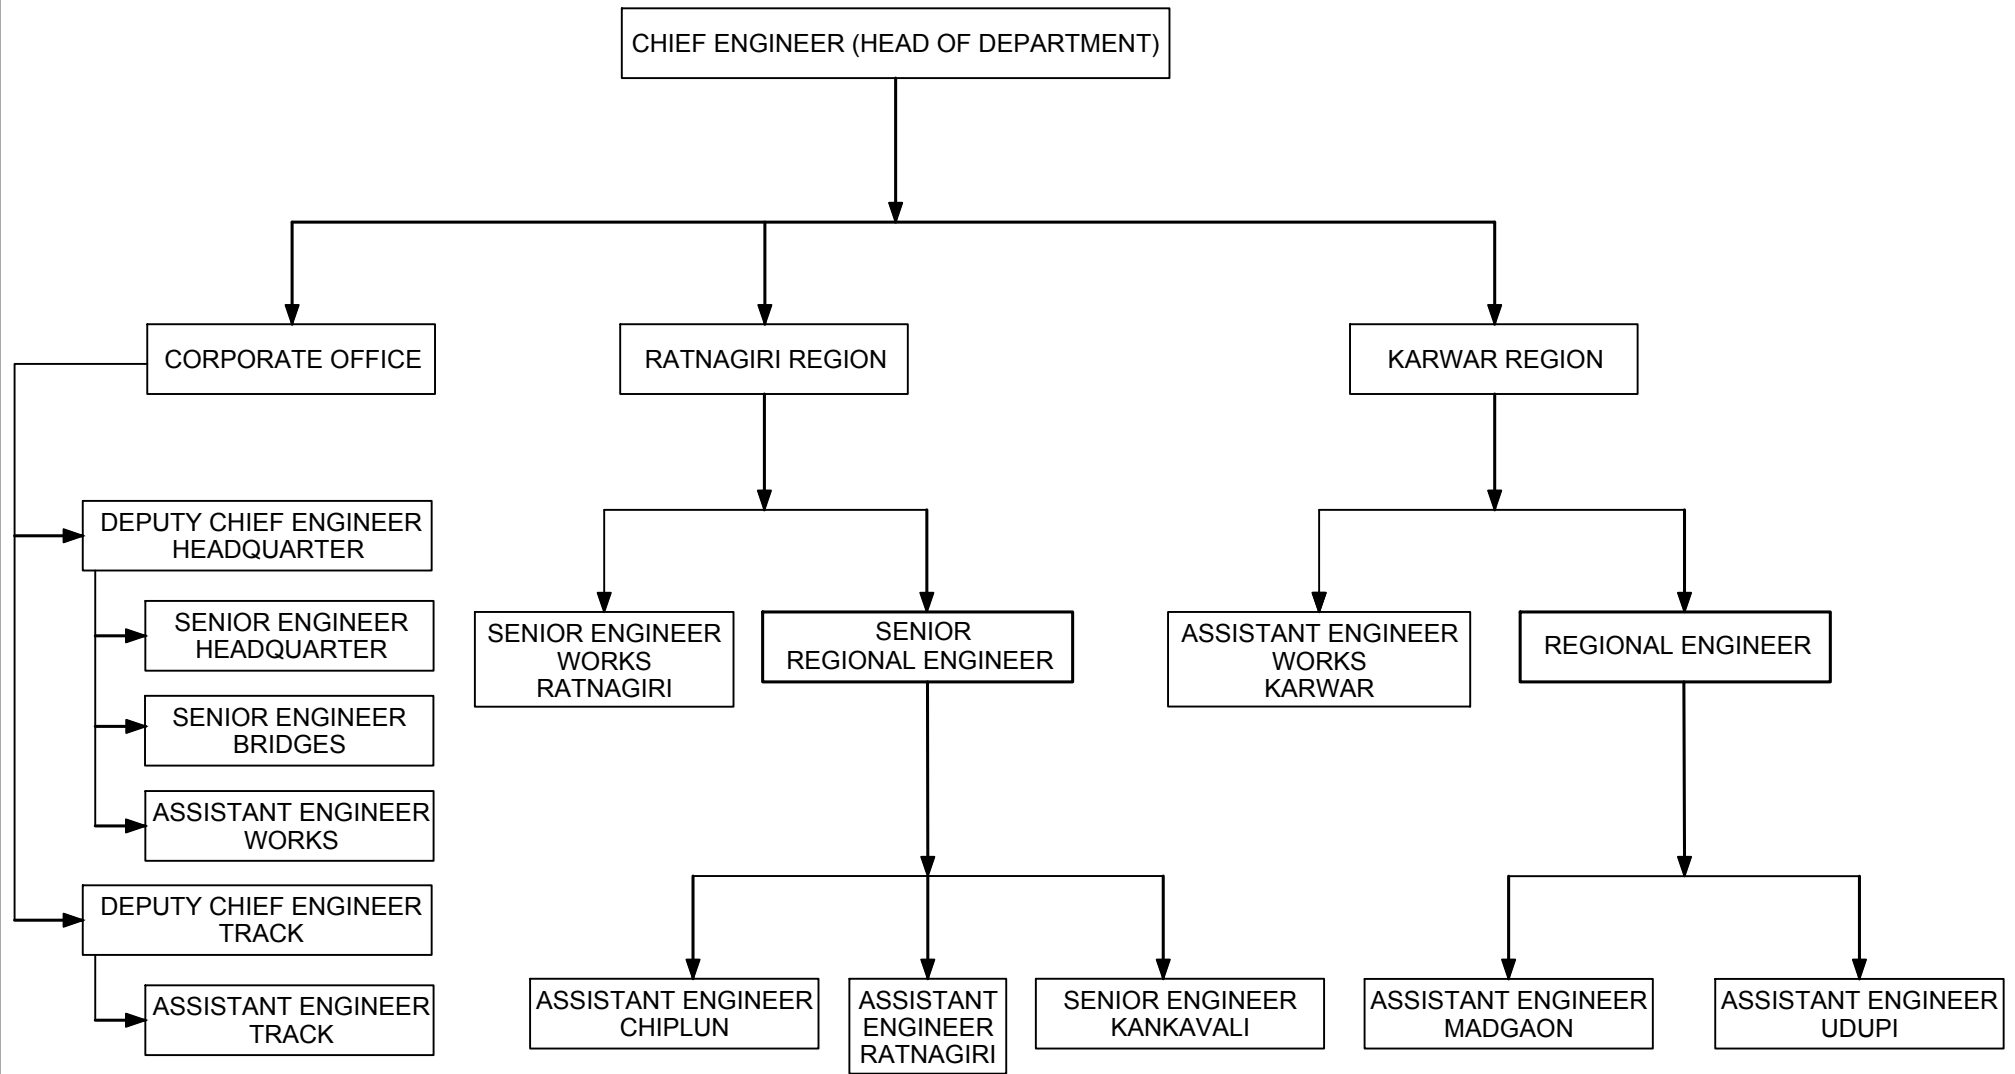 CHIEF ENGINEER (HEAD OF DEPARTMENT)
CORPORATE OFFICE
RATNAGIRI REGION
KARWAR REGION
DEPUTY CHIEF ENGINEER
HEADQUARTER
SENIOR ENGINEER
HEADQUARTER
SENIOR ENGINEER
BRIDGES
ASSISTANT ENGINEER
WORKS
DEPUTY CHIEF ENGINEER
TRACK
ASSISTANT ENGINEER
TRACK
SENIOR ENGINEER
WORKS
RATNAGIRI
SENIOR
REGIONAL ENGINEER
ASSISTANT ENGINEER
CHIPLUN
ASSISTANT
ENGINEER
RATNAGIRI
SENIOR ENGINEER
KANKAVALI
ASSISTANT ENGINEER
WORKS
KARWAR
REGIONAL ENGINEER
ASSISTANT ENGINEER
MADGAON
ASSISTANT ENGINEER
UDUPI